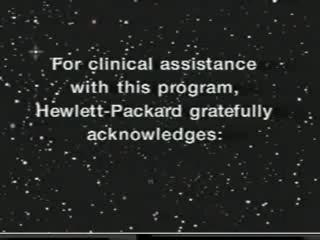 For clinical assistance
with this program,
Hewlett-Packard gratefully
acknowledges: